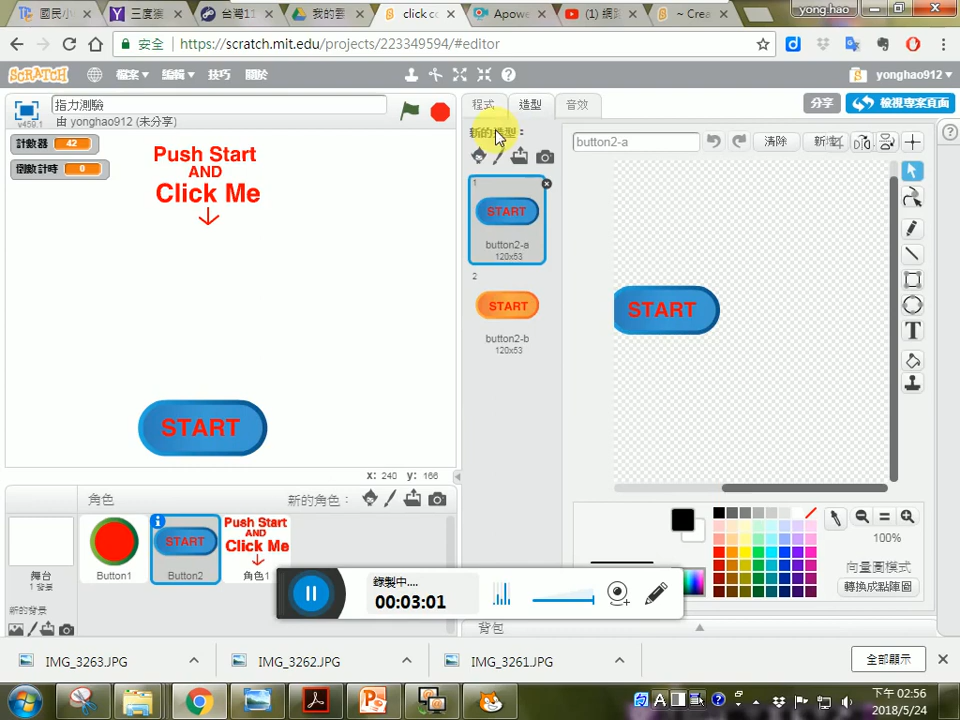 國民小
三度獎
台灣11
我的雲
click co
Apowe
(1) 網路
~ Crea
yong.hao
安全 https://scratch.mit.edu/projects/223349594/#editor
SCRATCH 檔案▼ 編輯▼ 技巧 關於
yonghao912▼
v459.1
指力測驗
由 yonghao912 (未分享)
程式 造型 音效
分享 檢視專案頁面
計數器 42
倒數計時 0
Push Start
AND
Click Me
START
x: 240 y: 166
新的造型：
1
START
button2-a
120x53
2
START
button2-b
120x53
button2-a
清除
新增
START
100%
向量圖模式
轉換成點陣圖
角色
新的角色：
舞台
1 背景
新的背景
Button1
START
Button2
Push Start
AND
Click Me
角色1
錄製中....
00:03:01
背包
IMG_3263.JPG
IMG_3262.JPG
IMG_3261.JPG
全部顯示
下午 02:56
2018/5/24